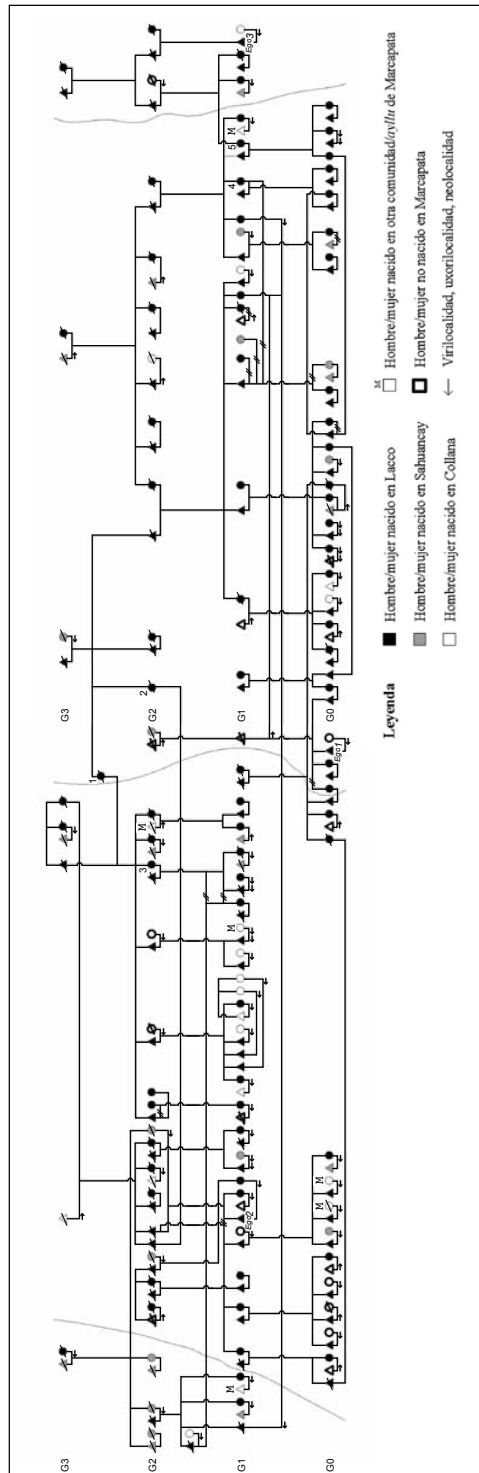 G3 G3
1
M
G2 3 2 G2
M M 4 5 M
G1 Ego2 G1 Ego3
M M
G0 Ego1 G0
Leyenda
Hombre/mujer nacido en Lacco
Hombre/mujer nacido en Sahuancay
Hombre/mujer nacido en Collana
M Hombre/mujer nacido en otra comunidad/ayllu de Marcapata
Hombre/mujer no nacido en Marcapata
Virilocalidad, uxorilocalidad, neolocalidad